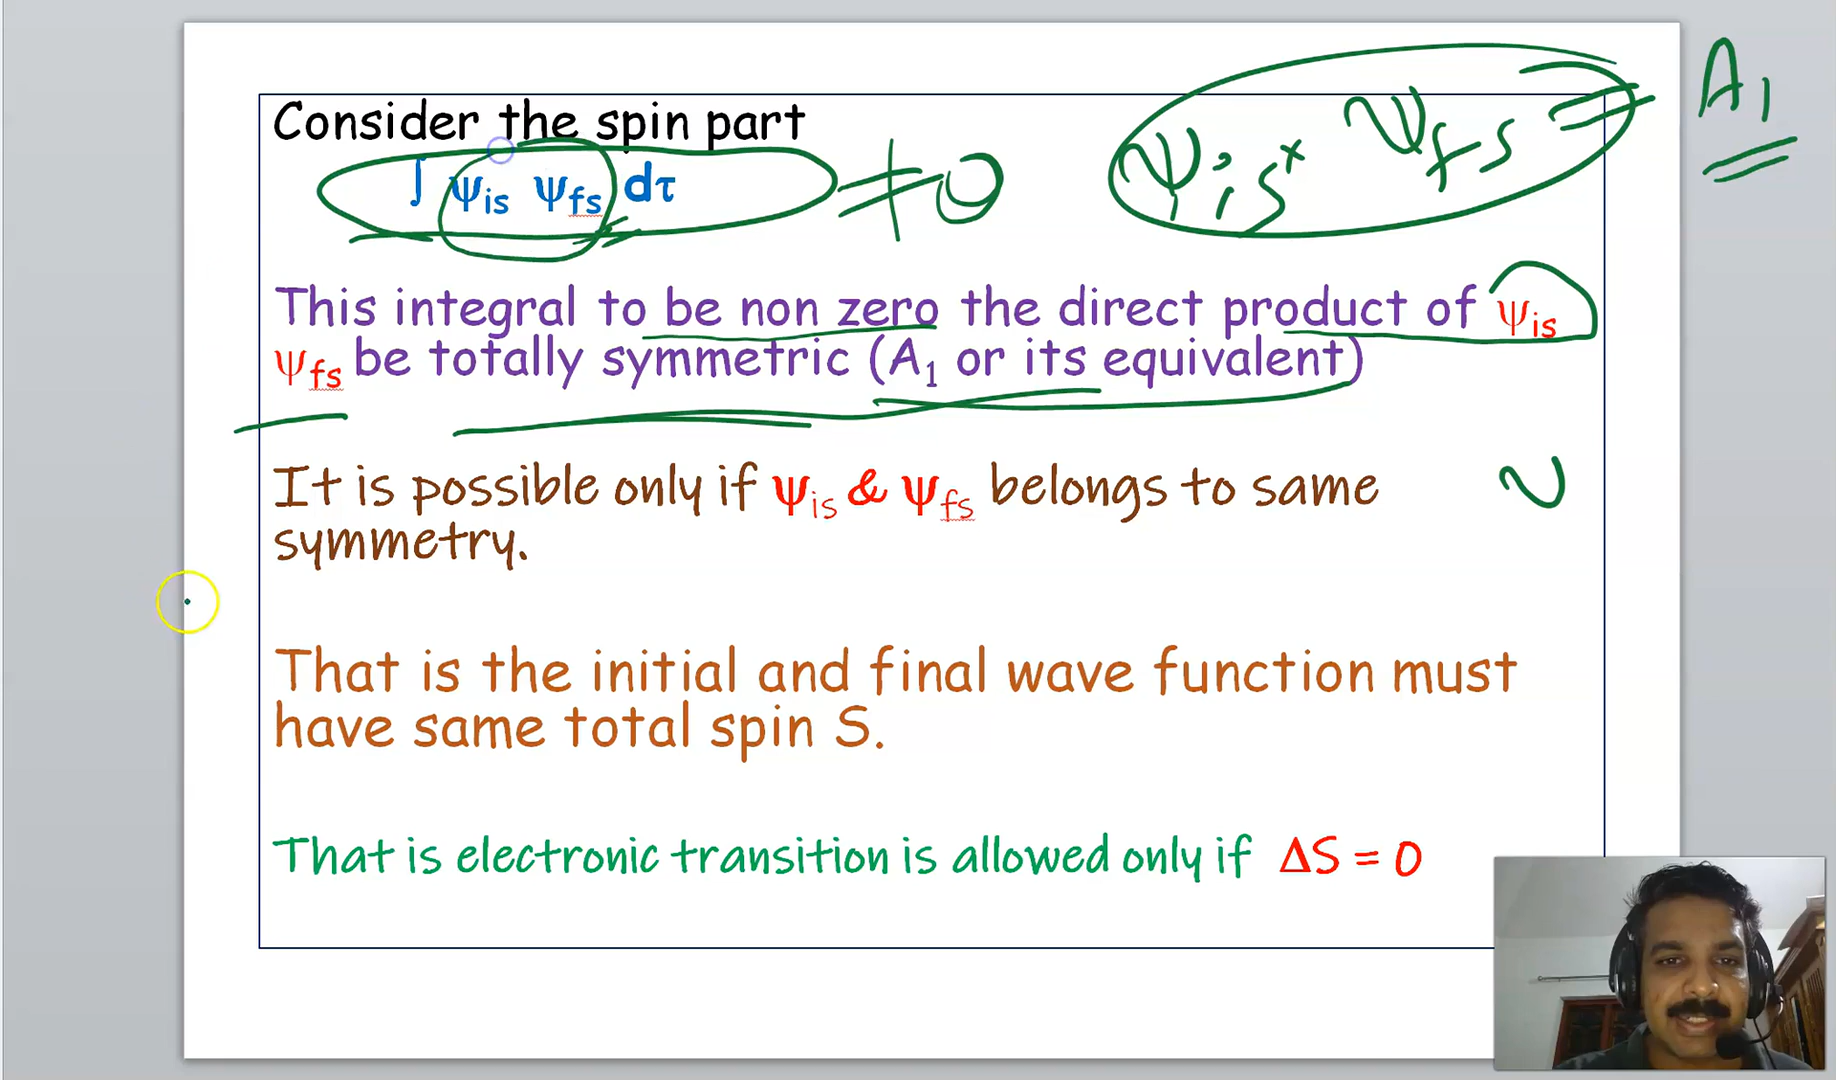 Consider the spin part
∫ ψis ψfs dτ ≠ 0
ψis* ψfs = A1
This integral to be non zero the direct product of ψis
ψfs be totally symmetric (A1 or its equivalent)
It is possible only if ψis & ψfs belongs to same
symmetry.
That is the initial and final wave function must
have same total spin S.
That is electronic transition is allowed only if ΔS = 0